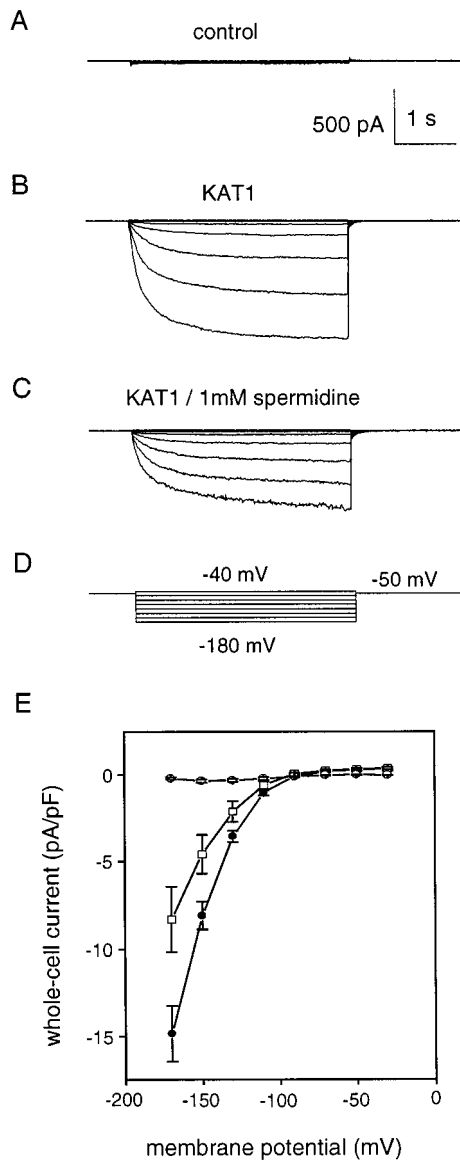 A
control
500 pA
1 s
B
KAT1
C
KAT1 / 1mM spermidine
D
-40 mV
-50 mV
-180 mV
E
0
-5
-10
-15
whole-cell current (pA/pF)
-200
-150
-100
-50
0
membrane potential (mV)